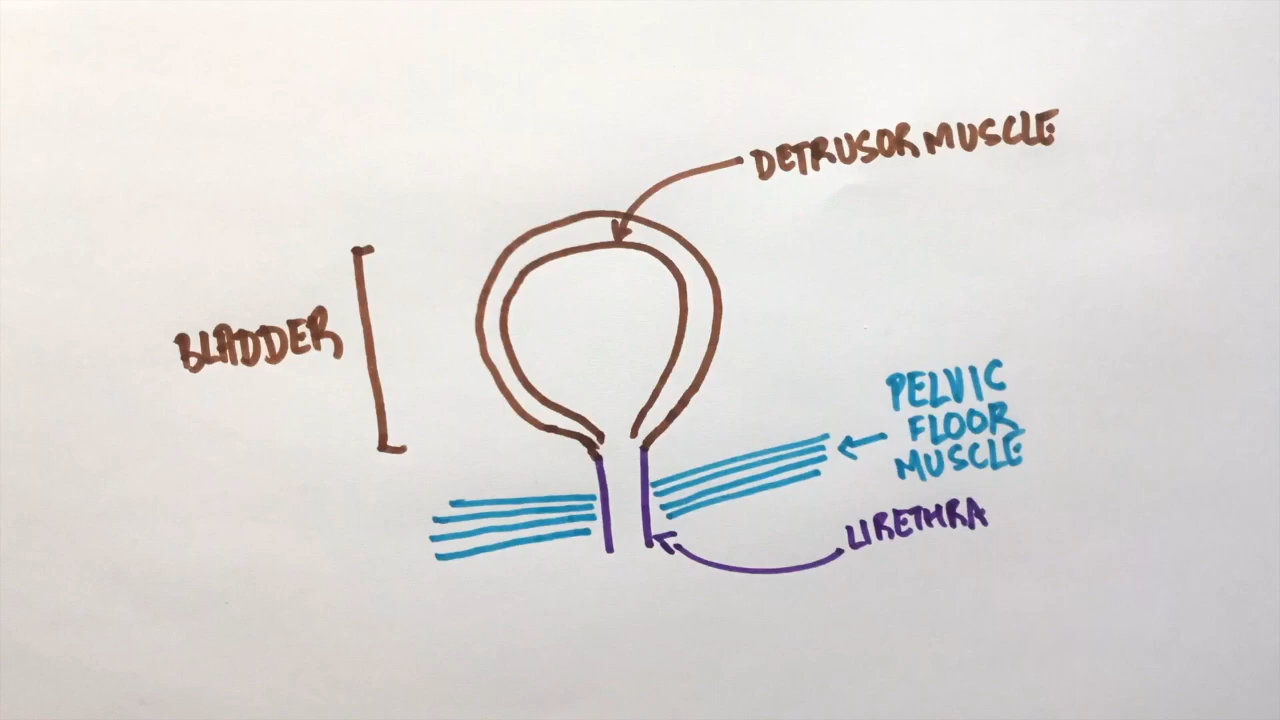 DETRUSOR MUSCLE
BLADDER
PELVIC
FLOOR
MUSCLE
URETHRA